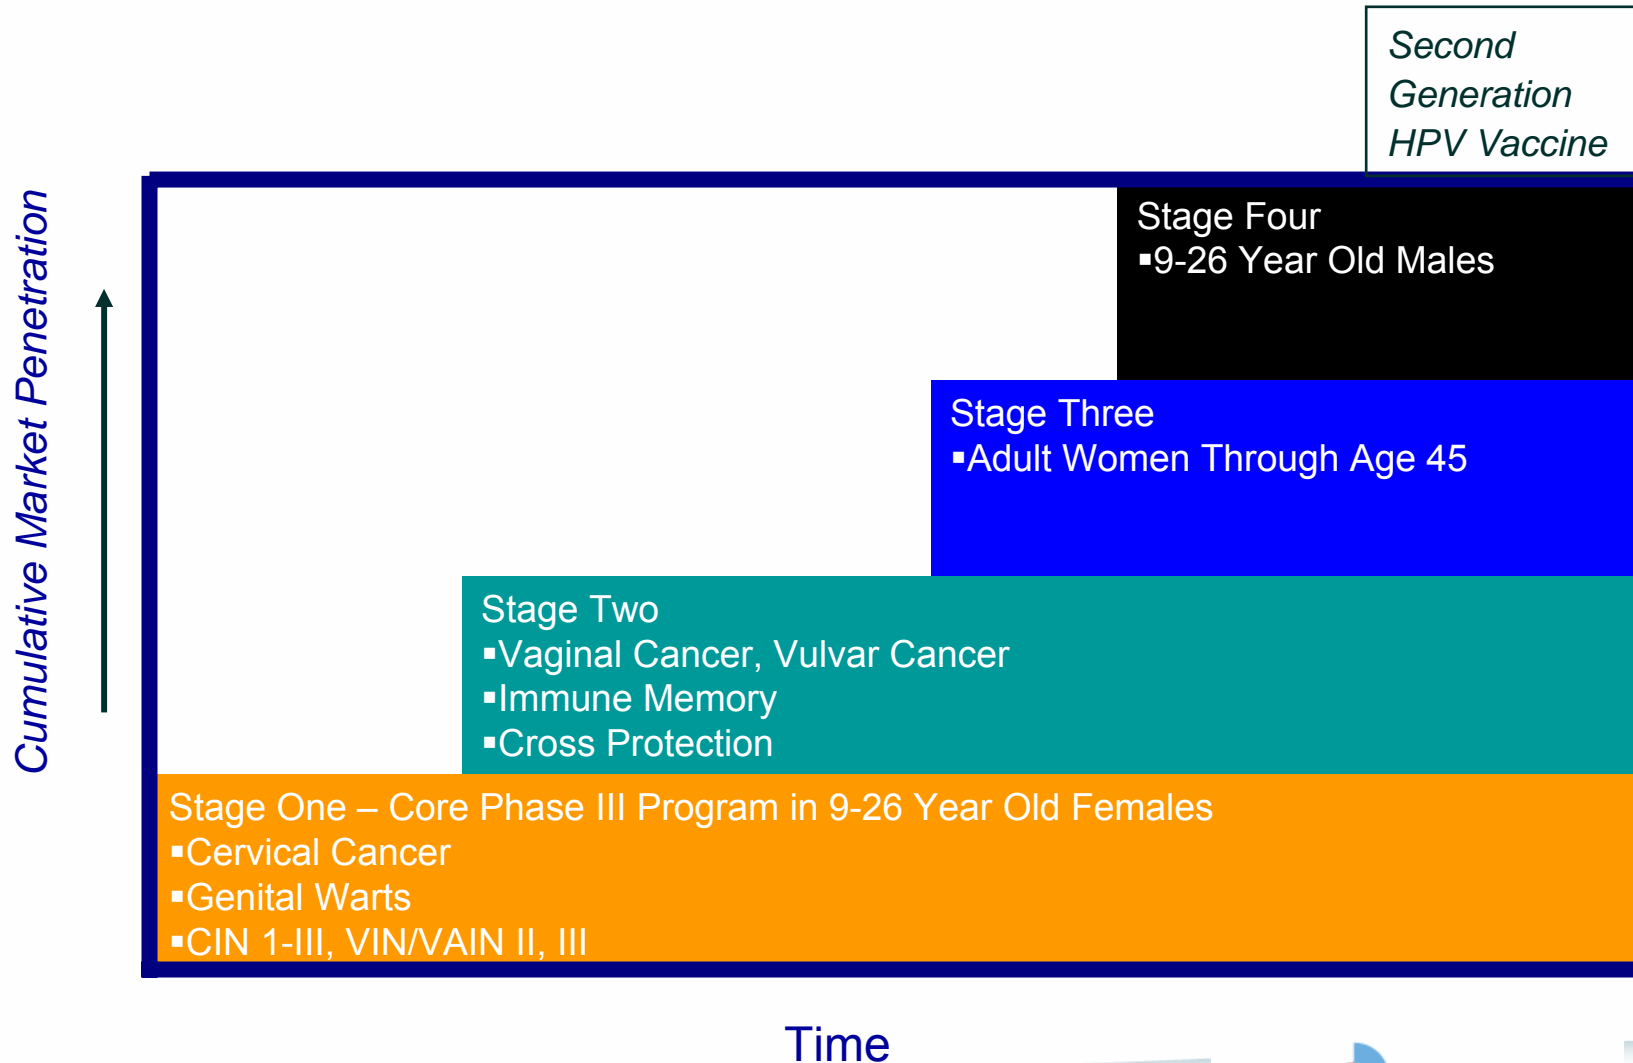 Second
Generation
HPV Vaccine
Cumulative Market Penetration
Stage Four
▪9-26 Year Old Males
Stage Three
▪Adult Women Through Age 45
Stage Two
▪Vaginal Cancer, Vulvar Cancer
▪Immune Memory
▪Cross Protection
Stage One – Core Phase III Program in 9-26 Year Old Females
▪Cervical Cancer
▪Genital Warts
▪CIN 1-III, VIN/VAIN II, III
Time